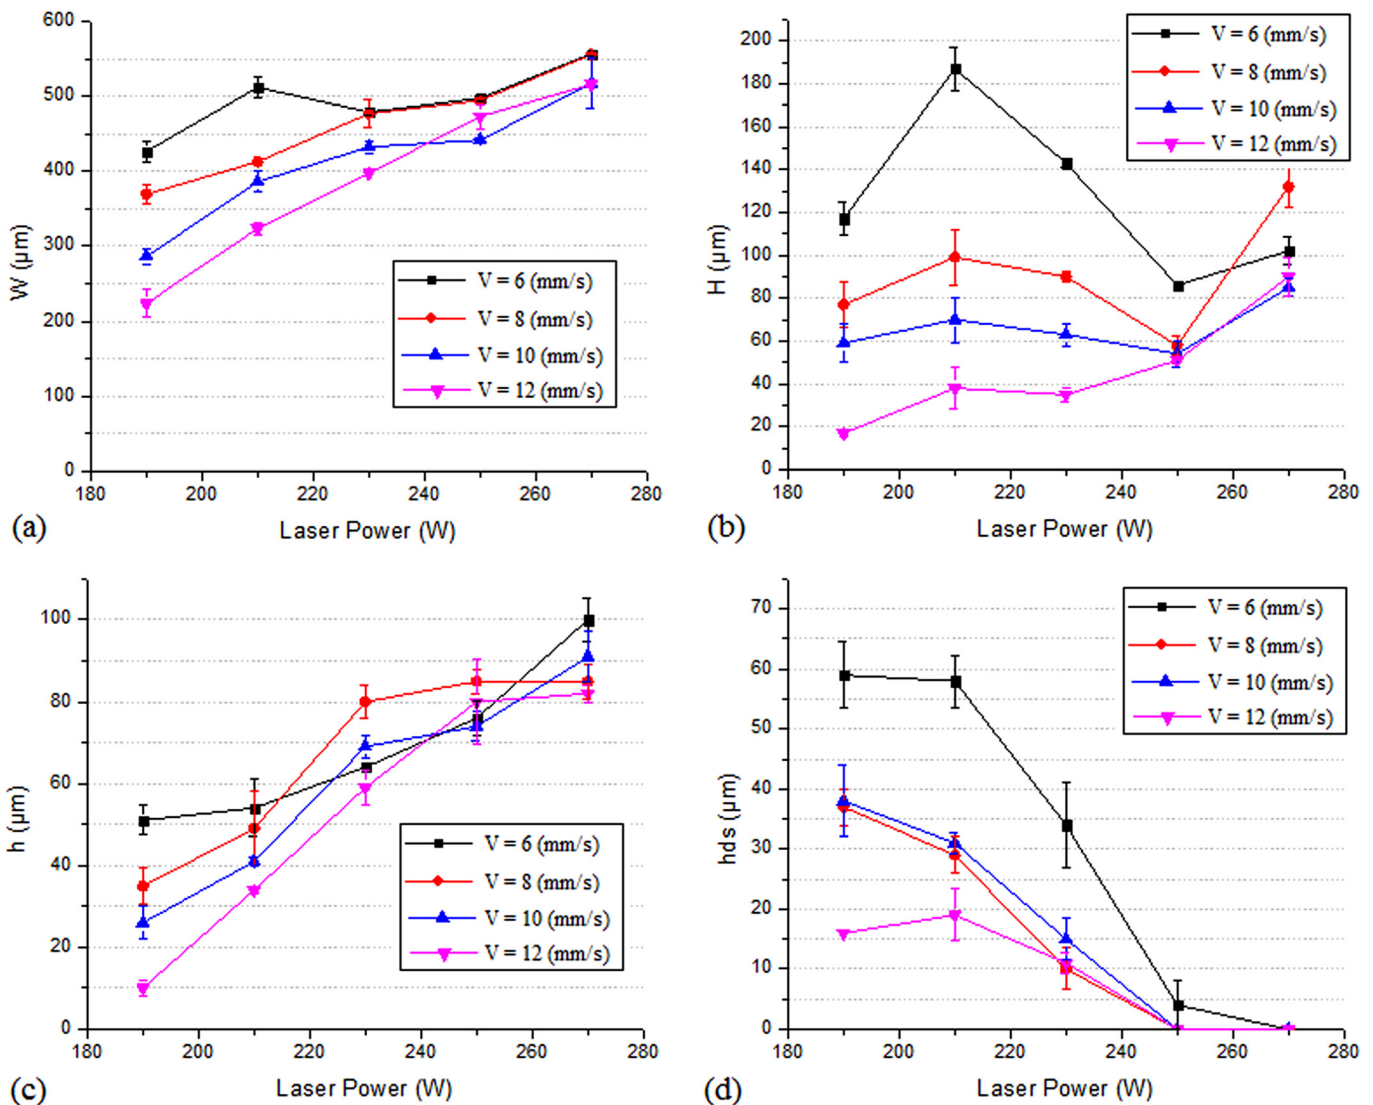 600
500
400
300
200
100
0
W (μm)
180 200 220 240 260 280
Laser Power (W)
V = 6 (mm/s)
V = 8 (mm/s)
V = 10 (mm/s)
V = 12 (mm/s)
(a)
200
180
160
140
120
100
80
60
40
20
0
H (μm)
180 200 220 240 260 280
Laser Power (W)
V = 6 (mm/s)
V = 8 (mm/s)
V = 10 (mm/s)
V = 12 (mm/s)
(b)
100
80
60
40
20
0
h (μm)
180 200 220 240 260 280
Laser Power (W)
V = 6 (mm/s)
V = 8 (mm/s)
V = 10 (mm/s)
V = 12 (mm/s)
(c)
70
60
50
40
30
20
10
0
hds (μm)
180 200 220 240 260 280
Laser Power (W)
V = 6 (mm/s)
V = 8 (mm/s)
V = 10 (mm/s)
V = 12 (mm/s)
(d)